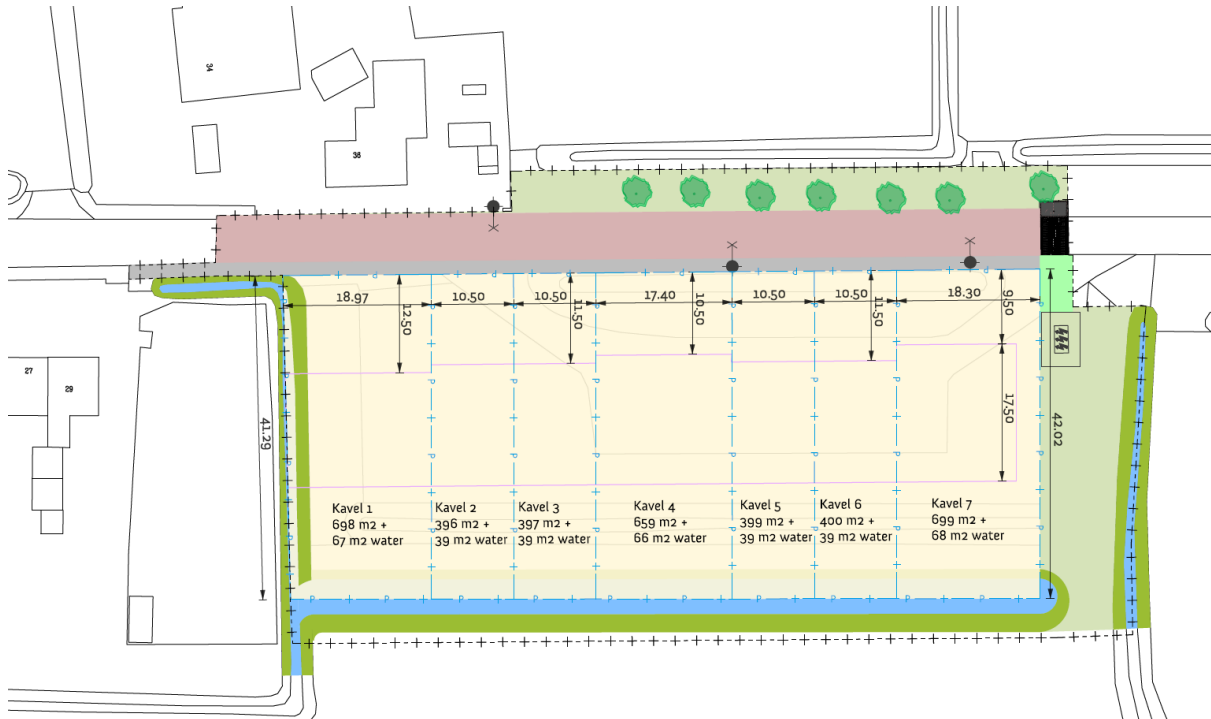 34
36
27
29
18.97
12.50
10.50
10.50
11.50
17.40
10.50
10.50
10.50
11.50
18.30
9.50
17.50
41.29
42.02
Kavel 1
698 m2 +
67 m2 water
Kavel 2
396 m2 +
39 m2 water
Kavel 3
397 m2 +
39 m2 water
Kavel 4
659 m2 +
66 m2 water
Kavel 5
399 m2 +
39 m2 water
Kavel 6
400 m2 +
39 m2 water
Kavel 7
699 m2 +
68 m2 water